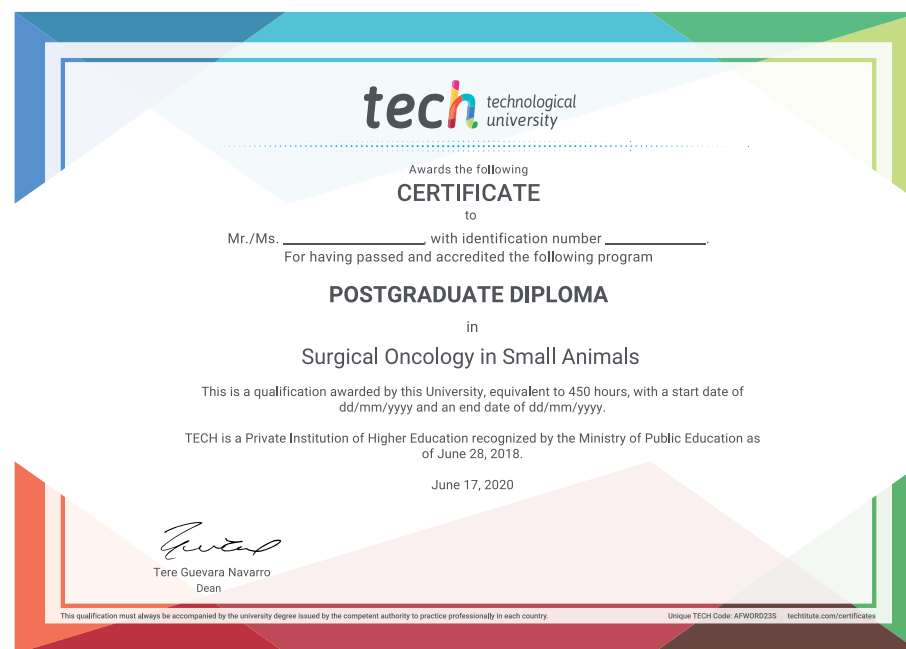 tech technological
university
Awards the following
CERTIFICATE
to
Mr./Ms. ____________________, with identification number ______________.
For having passed and accredited the following program
POSTGRADUATE DIPLOMA
in
Surgical Oncology in Small Animals
This is a qualification awarded by this University, equivalent to 450 hours, with a start date of
dd/mm/yyyy and an end date of dd/mm/yyyy.
TECH is a Private Institution of Higher Education recognized by the Ministry of Public Education as
of June 28, 2018.
June 17, 2020
Tere Guevara Navarro
Dean
This qualification must always be accompanied by the university degree issued by the competent authority to practice professionally in each country. Unique TECH Code: AFWORD23S techtitute.com/certificates